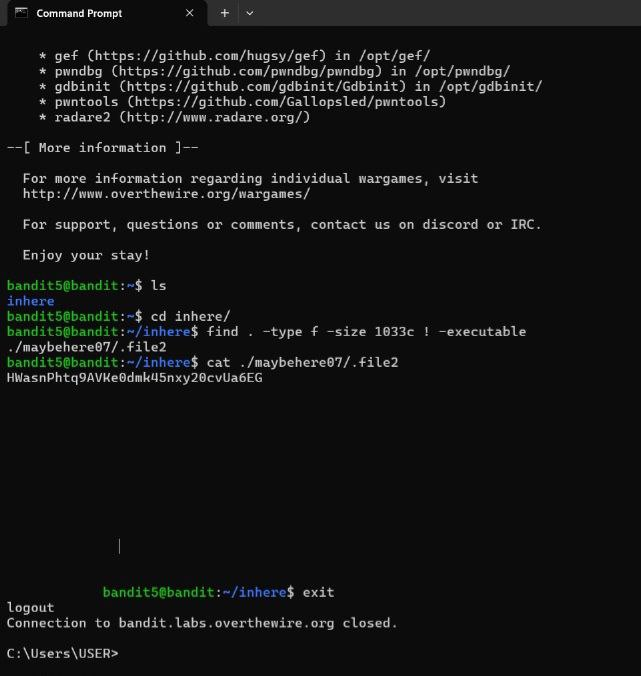 Command Prompt
* gef (https://github.com/hugsy/gef) in /opt/gef/
* pwndbg (https://github.com/pwndbg/pwndbg) in /opt/pwndbg/
* gdbinit (https://github.com/gdbinit/Gdbinit) in /opt/gdbinit/
* pwntools (https://github.com/Gallopsled/pwntools)
* radare2 (http://www.radare.org/)
--[ More information ]--
For more information regarding individual wargames, visit
http://www.overthewire.org/wargames/
For support, questions or comments, contact us on discord or IRC.
Enjoy your stay!
bandit5@bandit:~$ ls
inhere
bandit5@bandit:~$ cd inhere/
bandit5@bandit:~/inhere$ find . -type f -size 1033c ! -executable
./maybehere07/.file2
bandit5@bandit:~/inhere$ cat ./maybehere07/.file2
HWasnPhtq9AVKe0dmk45nxy20cvUa6EG
bandit5@bandit:~/inhere$ exit
logout
Connection to bandit.labs.overthewire.org closed.
C:\Users\USER>